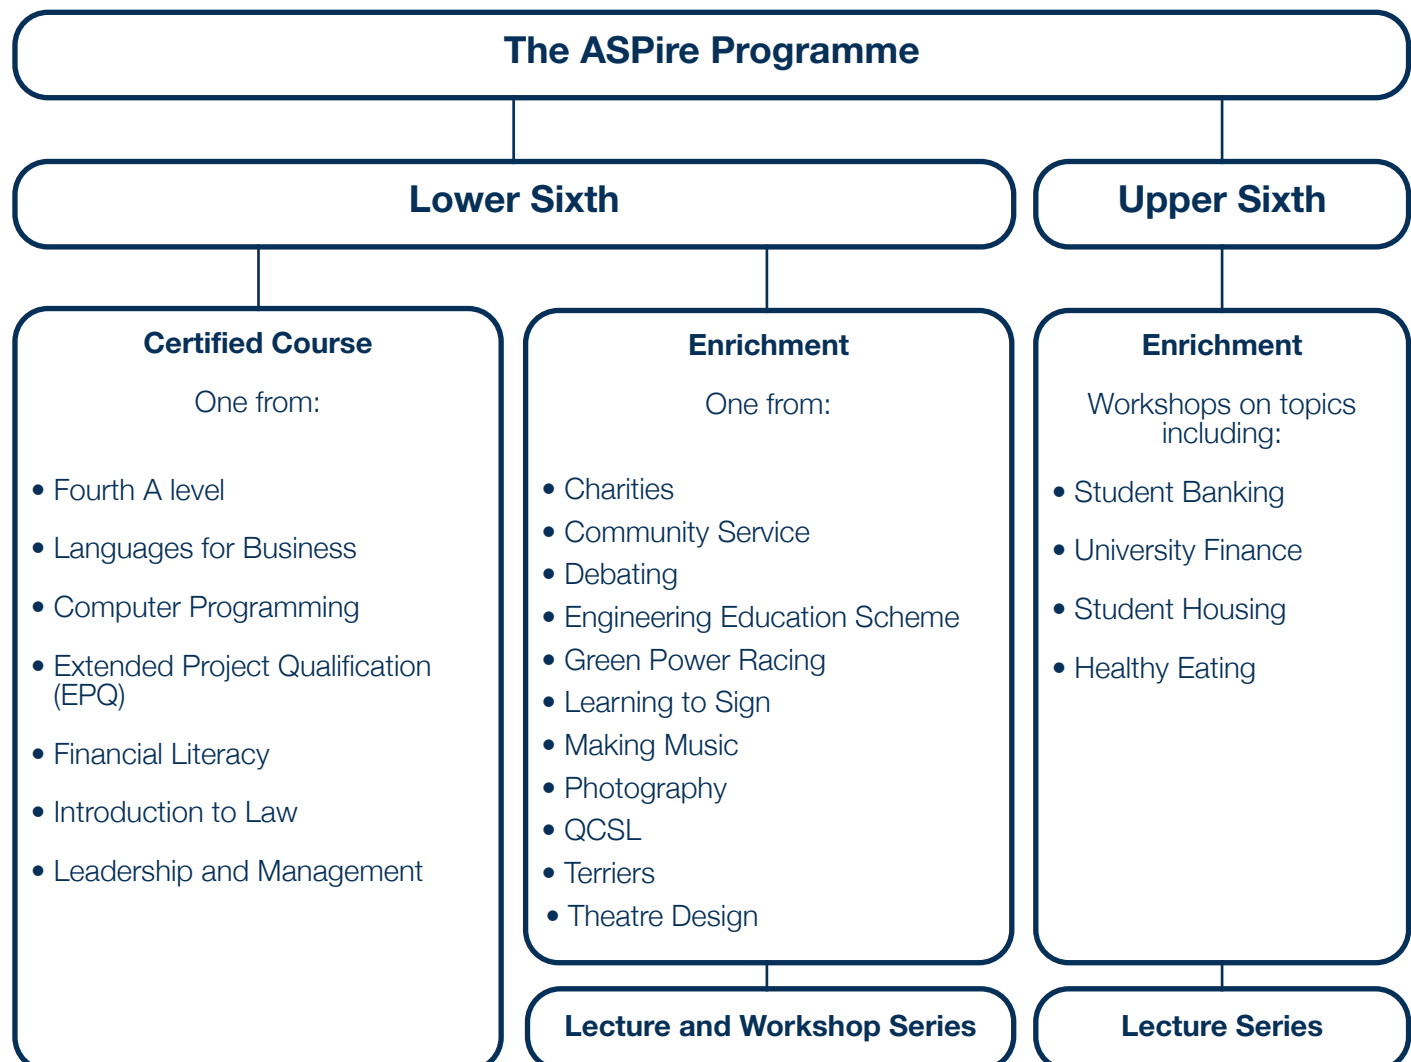 The ASPire Programme
Lower Sixth
Upper Sixth
Certified Course
One from:
• Fourth A level
• Languages for Business
• Computer Programming
• Extended Project Qualification
(EPQ)
• Financial Literacy
• Introduction to Law
• Leadership and Management
Enrichment
One from:
• Charities
• Community Service
• Debating
• Engineering Education Scheme
• Green Power Racing
• Learning to Sign
• Making Music
• Photography
• QCSL
• Terriers
• Theatre Design
Lecture and Workshop Series
Enrichment
Workshops on topics
including:
• Student Banking
• University Finance
• Student Housing
• Healthy Eating
Lecture Series